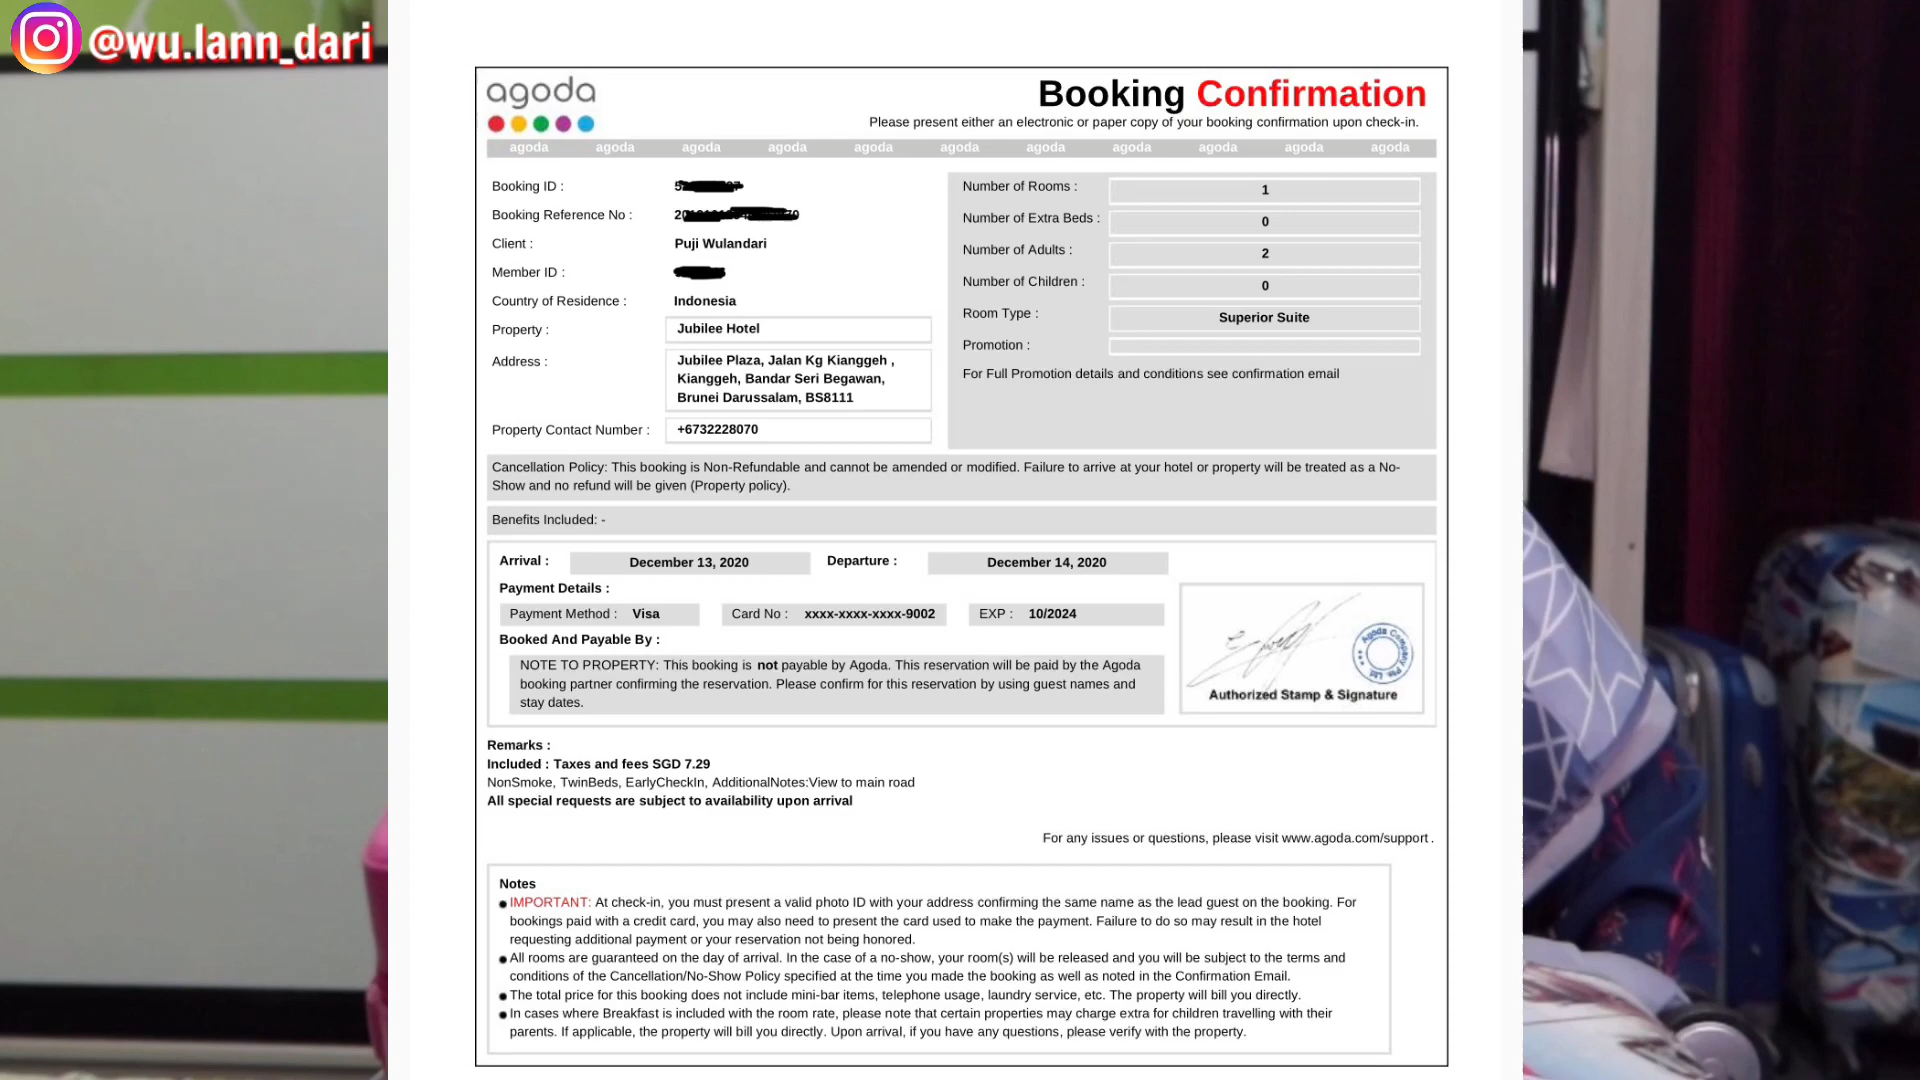 @wu.lann_dari
agoda
Booking Confirmation
Please present either an electronic or paper copy of your booking confirmation upon check-in.
agoda agoda agoda agoda agoda agoda agoda agoda agoda agoda agoda
Booking ID :
Booking Reference No :
Client : Puji Wulandari
Member ID :
Country of Residence : Indonesia
Property : Jubilee Hotel
Address : Jubilee Plaza, Jalan Kg Kianggeh ,
Kianggeh, Bandar Seri Begawan,
Brunei Darussalam, BS8111
Property Contact Number : +6732228070
Number of Rooms : 1
Number of Extra Beds : 0
Number of Adults : 2
Number of Children : 0
Room Type : Superior Suite
Promotion :
For Full Promotion details and conditions see confirmation email
Cancellation Policy: This booking is Non-Refundable and cannot be amended or modified. Failure to arrive at your hotel or property will be treated as a No-
Show and no refund will be given (Property policy).
Benefits Included: -
Arrival : December 13, 2020 Departure : December 14, 2020
Payment Details :
Payment Method : Visa Card No : xxxx-xxxx-xxxx-9002 EXP : 10/2024
Booked And Payable By :
NOTE TO PROPERTY: This booking is not payable by Agoda. This reservation will be paid by the Agoda
booking partner confirming the reservation. Please confirm for this reservation by using guest names and
stay dates.
Agoda Company Pte. Ltd.
Authorized Stamp & Signature
Remarks :
Included : Taxes and fees SGD 7.29
NonSmoke, TwinBeds, EarlyCheckIn, AdditionalNotes:View to main road
All special requests are subject to availability upon arrival
For any issues or questions, please visit www.agoda.com/support .
Notes
● IMPORTANT: At check-in, you must present a valid photo ID with your address confirming the same name as the lead guest on the booking. For
bookings paid with a credit card, you may also need to present the card used to make the payment. Failure to do so may result in the hotel
requesting additional payment or your reservation not being honored.
● All rooms are guaranteed on the day of arrival. In the case of a no-show, your room(s) will be released and you will be subject to the terms and
conditions of the Cancellation/No-Show Policy specified at the time you made the booking as well as noted in the Confirmation Email.
● The total price for this booking does not include mini-bar items, telephone usage, laundry service, etc. The property will bill you directly.
● In cases where Breakfast is included with the room rate, please note that certain properties may charge extra for children travelling with their
parents. If applicable, the property will bill you directly. Upon arrival, if you have any questions, please verify with the property.